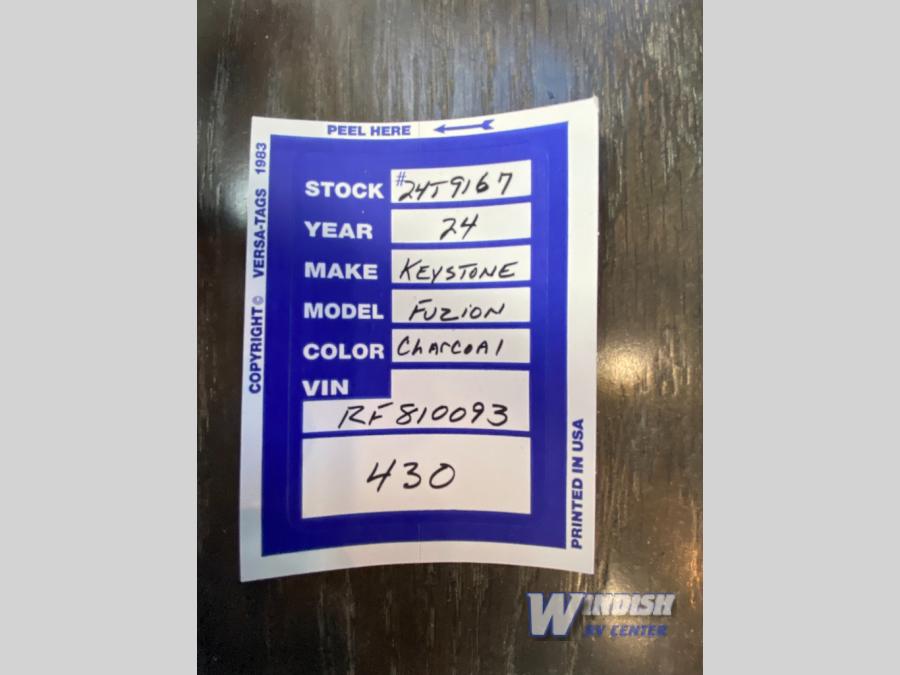 PEEL HERE
COPYRIGHT © VERSA-TAGS 1983
STOCK #24T9167
YEAR 24
MAKE KEYSTONE
MODEL FUZION
COLOR CHARCOAl
VIN
RF810093
430
PRINTED IN USA
WINDISH
RV CENTER